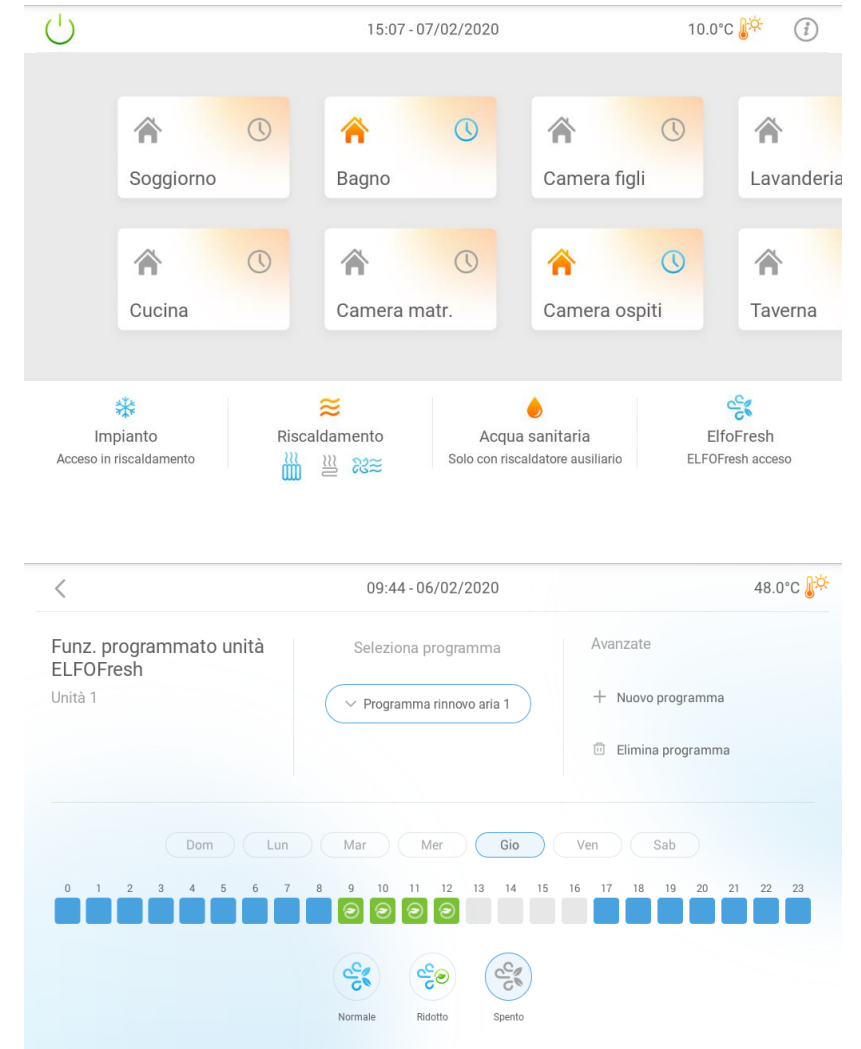 15:07 - 07/02/2020
10.0°C
i
Soggiorno
Bagno
Camera figli
Lavanderia
Cucina
Camera matr.
Camera ospiti
Taverna
Impianto
Acceso in riscaldamento
Riscaldamento
Acqua sanitaria
Solo con riscaldatore ausiliario
ElfoFresh
ELFOFresh acceso
09:44 - 06/02/2020
48.0°C
Funz. programmato unità
ELFOFresh
Unità 1
Seleziona programma
Programma rinnovo aria 1
Avanzate
Nuovo programma
Elimina programma
Dom Lun Mar Mer Gio Ven Sab
0 1 2 3 4 5 6 7 8 9 10 11 12 13 14 15 16 17 18 19 20 21 22 23
Normale
Ridotto
Spento